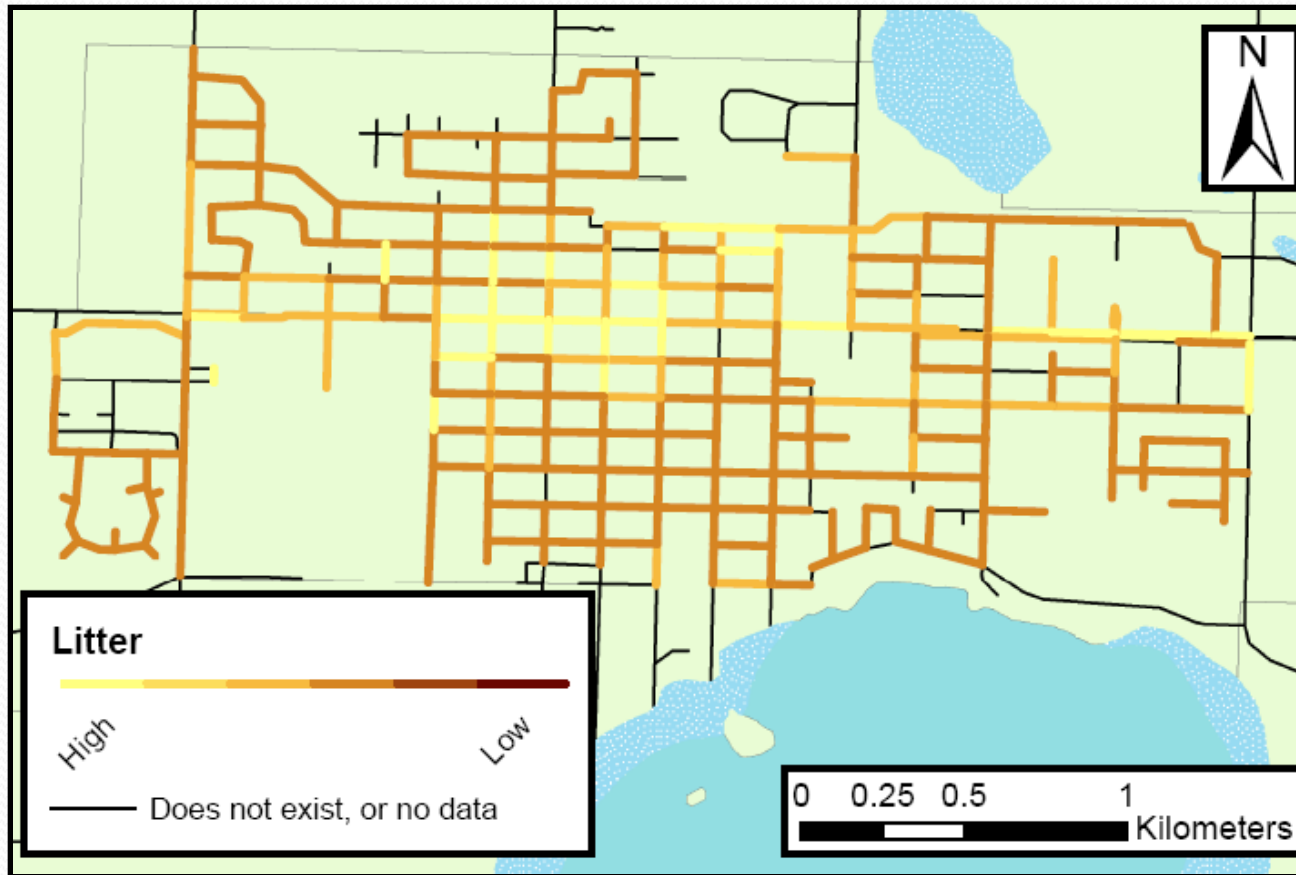 N
Litter
High
Low
Does not exist, or no data
0 0.25 0.5 1
Kilometers